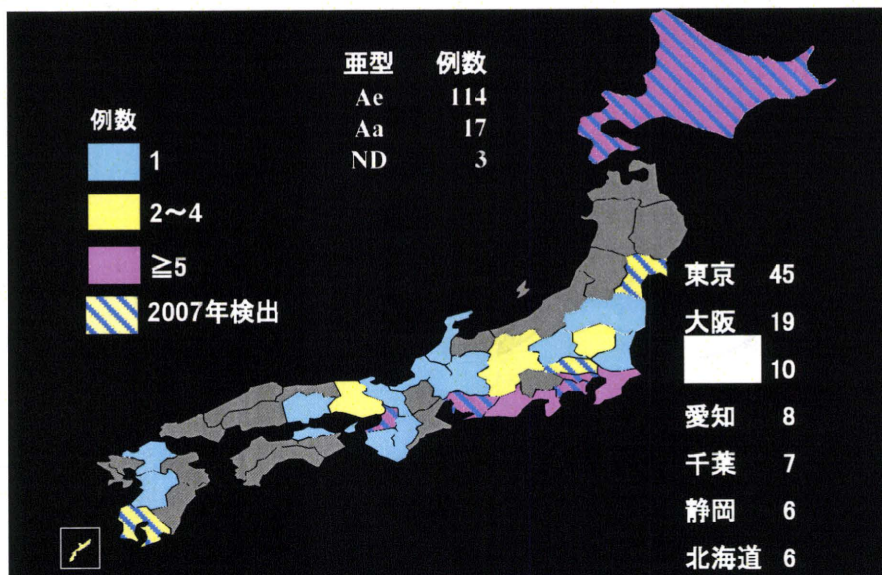 亜型 例数
Ae 114
Aa 17
ND 3
例数
1
2～4
≧5
2007年検出
東京 45
大阪 19
10
愛知 8
千葉 7
静岡 6
北海道 6